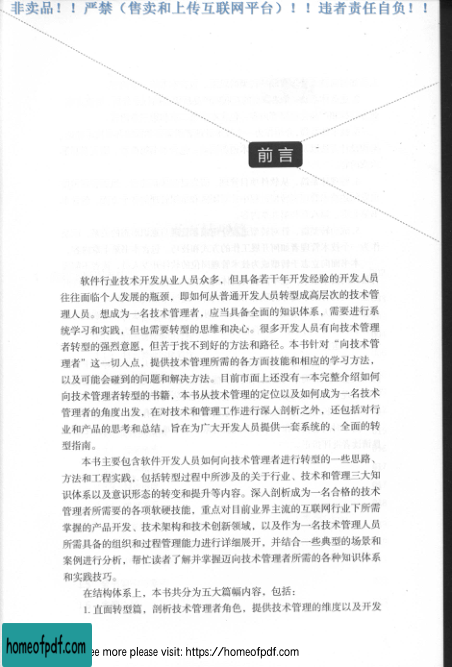 非卖品！！严禁（售卖和上传互联网平台）！！违者责任自负！！
前言
软件行业技术开发从业人员众多，但具备若干年开发经验的开发人员
往往面临个人发展的瓶颈，即如何从普通开发人员转型成高层次的技术管
理人员。想成为一名技术管理者，应当具备全面的知识体系，需要进行系
统学习和实践，但也需要转型的思维和决心。很多开发人员有向技术管理
者转型的强烈意愿，但苦于找不到好的方法和路径。本书针对“向技术管
理者”这一切入点，提供技术管理所需的各方面技能和相应的学习方法，
以及可能会碰到的问题和解决方法。目前市面上还没有一本完整介绍如何
向技术管理者转型的书籍，本书从技术管理的定位以及如何成为一名技术
管理者的角度出发，在对技术和管理工作进行深入剖析之外，还包括对行
业和产品的思考和总结，旨在为广大开发人员提供一套系统的、全面的转
型指南。
本书主要包含软件开发人员如何向技术管理者进行转型的一些思路、
方法和工程实践，包括转型过程中所涉及的关于行业、技术和管理三大知
识体系以及意识形态的转变和提升等内容。深入剖析成为一名合格的技术
管理者所需要的各项软硬技能，重点对目前业界主流的互联网行业下所需
掌握的产品开发、技术架构和技术创新领域，以及作为一名技术管理人员
所需具备的组织和过程管理能力进行详细展开，并结合一些典型的场景和
案例进行分析，帮忙读者了解并掌握迈向技术管理者所需的各种知识体系
和实践技巧。
在结构体系上，本书共分为五大篇幅内容，包括：
1. 直面转型篇，剖析技术管理者角色，提供技术管理的维度以及开发
homeofpdf.com
ee more please visit: https://homeofpdf.com